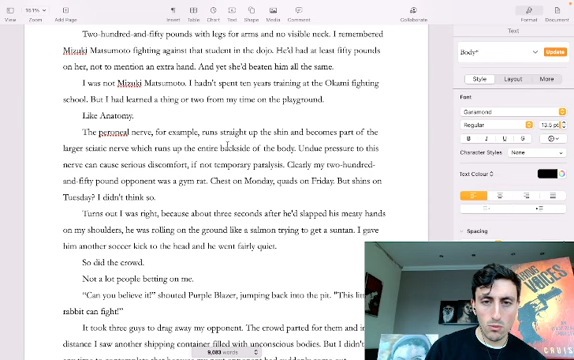 101%
View
Zoom
Add Page
Insert
Table
Chart
Text
Shape
Media
Comment
Collaborate
Format
Document
Two-hundred-and-fifty pounds with legs for arms and no visible neck. I remembered
Mizuki Matsumoto fighting against that student in the dojo. He'd had at least fifty pounds
on her, not to mention an extra hand. And yet she'd beaten him all the same.
I was not Mizuki Matsumoto. I hadn't spent ten years training at the Okami fighting
school. But I had learned a thing or two from my time on the playground.
Like Anatomy.
The peruneal nerve, for example, runs straight up the shin and becomes part of the
larger sciatic nerve which runs up the entire backside of the body. Undue pressure to this
nerve can cause serious discomfort, if not temporary paralysis. Clearly my two-hundred-
and-fifty pound opponent was a gym rat. Chest on Monday, quads on Friday. But shins on
Tuesday? I didn't think so.
Turns out I was right, because about three seconds after he'd slapped his meaty hands
on my shoulders, he was rolling on the ground like a salmon trying to get a suntan. I gave
him another soccer kick to the head and he went fairly quiet.
So did the crowd.
Not a lot people betting on me.
"Can you believe it!" shouted Purple Blazer, jumping back into the pit. "This
rabbit can fight!"
It took three guys to drag away my opponent. The crowd parted for them and in
distance I saw another shipping container filled with unconscious bodies. But I didn't
9,083 words
Text
Body*
Update
Style
Layout
More
Font
Garamond
Regular
13.5 pt
B
I
U
S
Character Styles
None
Text Colour
Spacing
VOICES
CRUISE